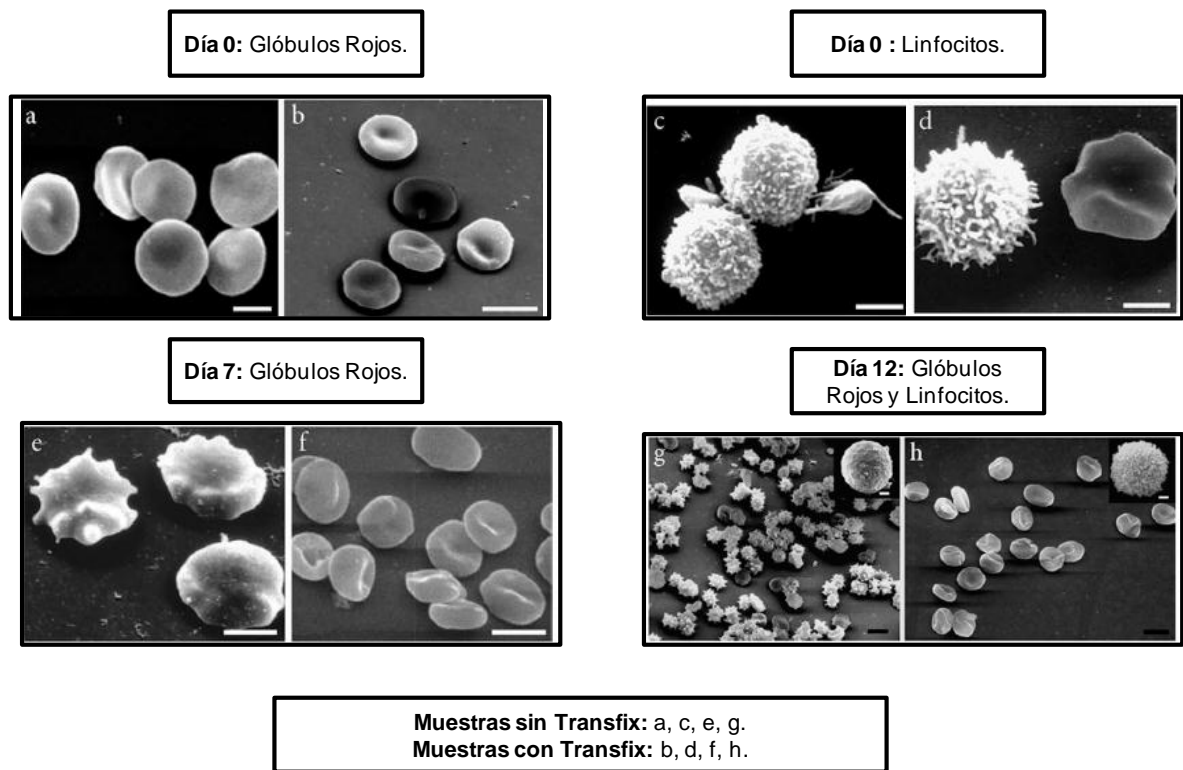 Día 0: Glóbulos Rojos.
Día 0 : Linfocitos.
a
b
c
d
Día 7: Glóbulos Rojos.
Día 12: Glóbulos
Rojos y Linfocitos.
e
f
g
h
Muestras sin Transfix: a, c, e, g.
Muestras con Transfix: b, d, f, h.